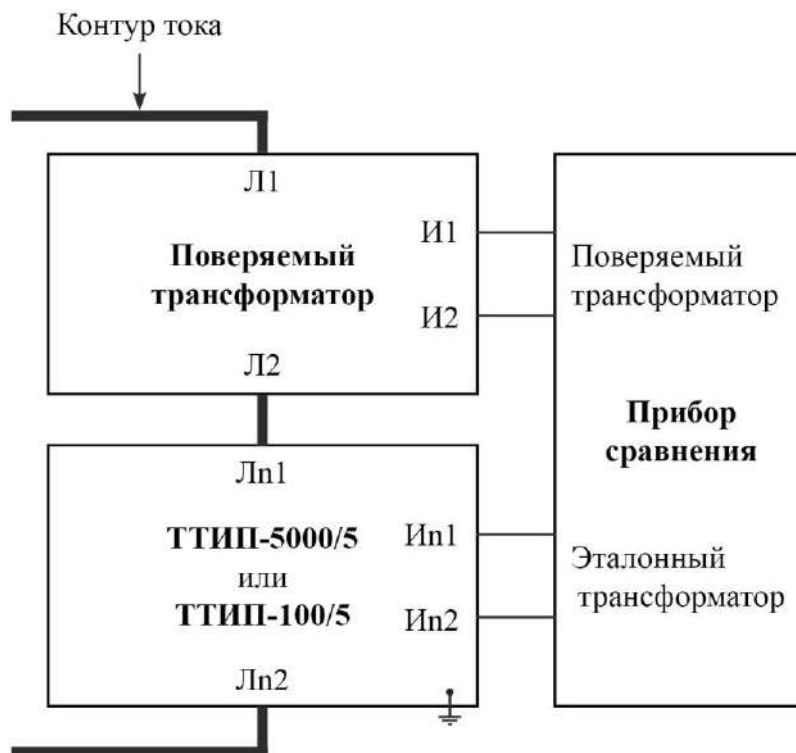 Контур тока
Л1
И1
Поверяемый
трансформатор
И2
Л2
Поверяемый
трансформатор
Прибор
сравнения
Лп1
ТТИП-5000/5
или
ТТИП-100/5
Ип1
Ип2
Лп2
Эталонный
трансформатор